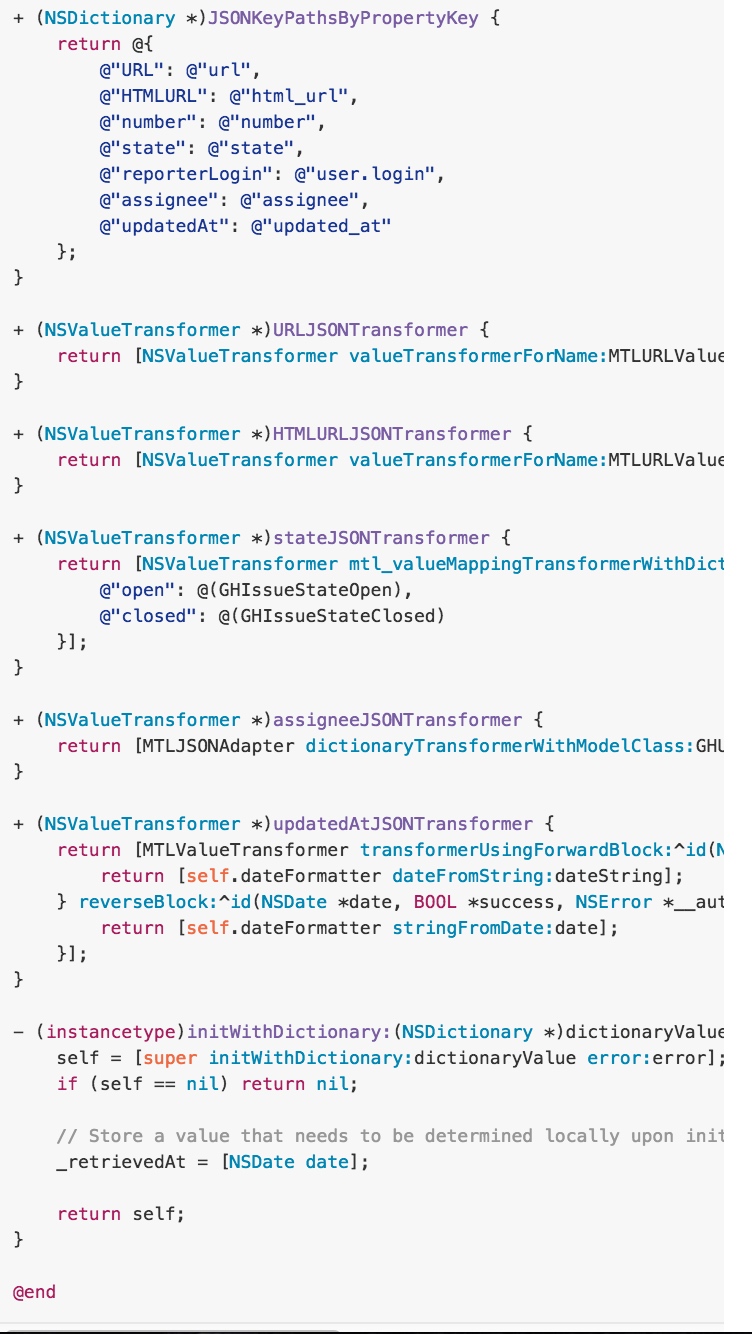 + (NSDictionary *)JSONKeyPathsByPropertyKey {
    return @{
        @"URL": @"url",
        @"HTMLURL": @"html_url",
        @"number": @"number",
        @"state": @"state",
        @"reporterLogin": @"user.login",
        @"assignee": @"assignee",
        @"updatedAt": @"updated_at"
    };
}

+ (NSValueTransformer *)URLJSONTransformer {
    return [NSValueTransformer valueTransformerForName:MTLURLValue
}

+ (NSValueTransformer *)HTMLURLJSONTransformer {
    return [NSValueTransformer valueTransformerForName:MTLURLValue
}

+ (NSValueTransformer *)stateJSONTransformer {
    return [NSValueTransformer mtl_valueMappingTransformerWithDict
        @"open": @(GHIssueStateOpen),
        @"closed": @(GHIssueStateClosed)
    }];
}

+ (NSValueTransformer *)assigneeJSONTransformer {
    return [MTLJSONAdapter dictionaryTransformerWithModelClass:GHU
}

+ (NSValueTransformer *)updatedAtJSONTransformer {
    return [MTLValueTransformer transformerUsingForwardBlock:^id(N
        return [self.dateFormatter dateFromString:dateString];
    } reverseBlock:^id(NSDate *date, BOOL *success, NSError *__aut
        return [self.dateFormatter stringFromDate:date];
    }];
}

- (instancetype)initWithDictionary:(NSDictionary *)dictionaryValue
    self = [super initWithDictionary:dictionaryValue error:error];
    if (self == nil) return nil;

    // Store a value that needs to be determined locally upon init
    _retrievedAt = [NSDate date];

    return self;
}

@end